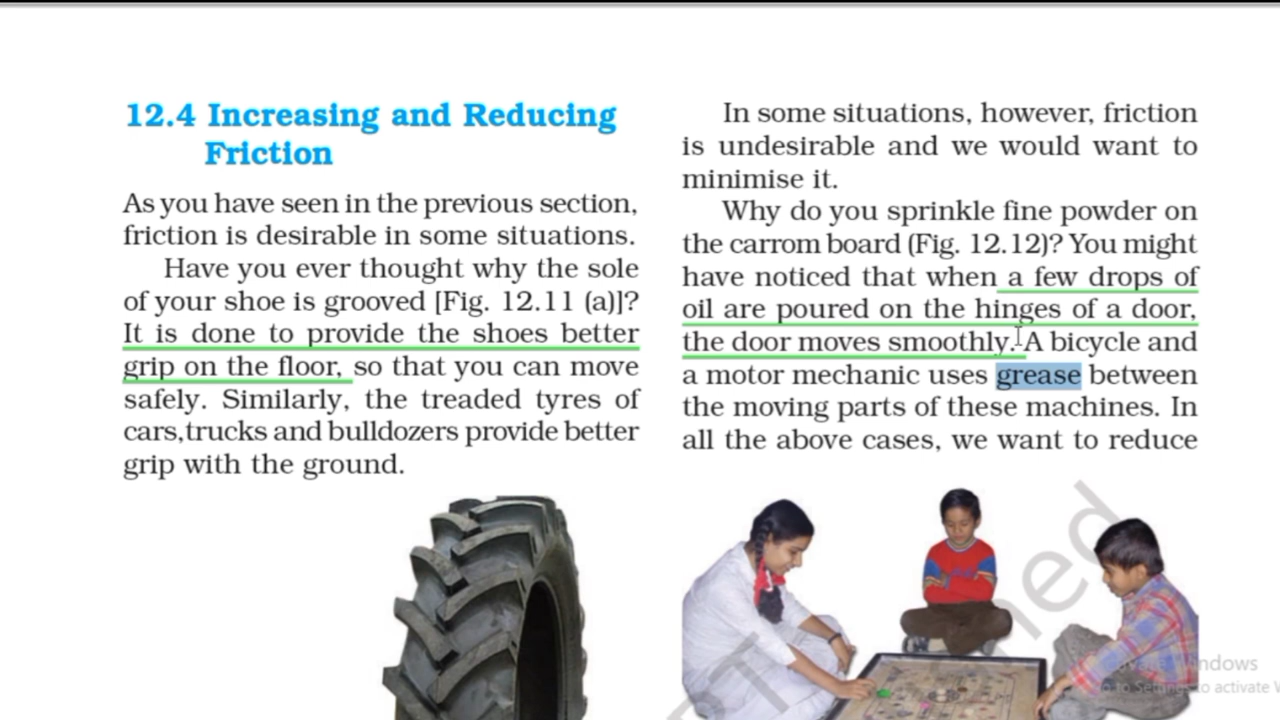 12.4 Increasing and Reducing
Friction
As you have seen in the previous section,
friction is desirable in some situations.
Have you ever thought why the sole
of your shoe is grooved [Fig. 12.11 (a)]?
It is done to provide the shoes better
grip on the floor, so that you can move
safely. Similarly, the treaded tyres of
cars,trucks and bulldozers provide better
grip with the ground.
In some situations, however, friction
is undesirable and we would want to
minimise it.
Why do you sprinkle fine powder on
the carrom board (Fig. 12.12)? You might
have noticed that when a few drops of
oil are poured on the hinges of a door,
the door moves smoothly. A bicycle and
a motor mechanic uses grease between
the moving parts of these machines. In
all the above cases, we want to reduce